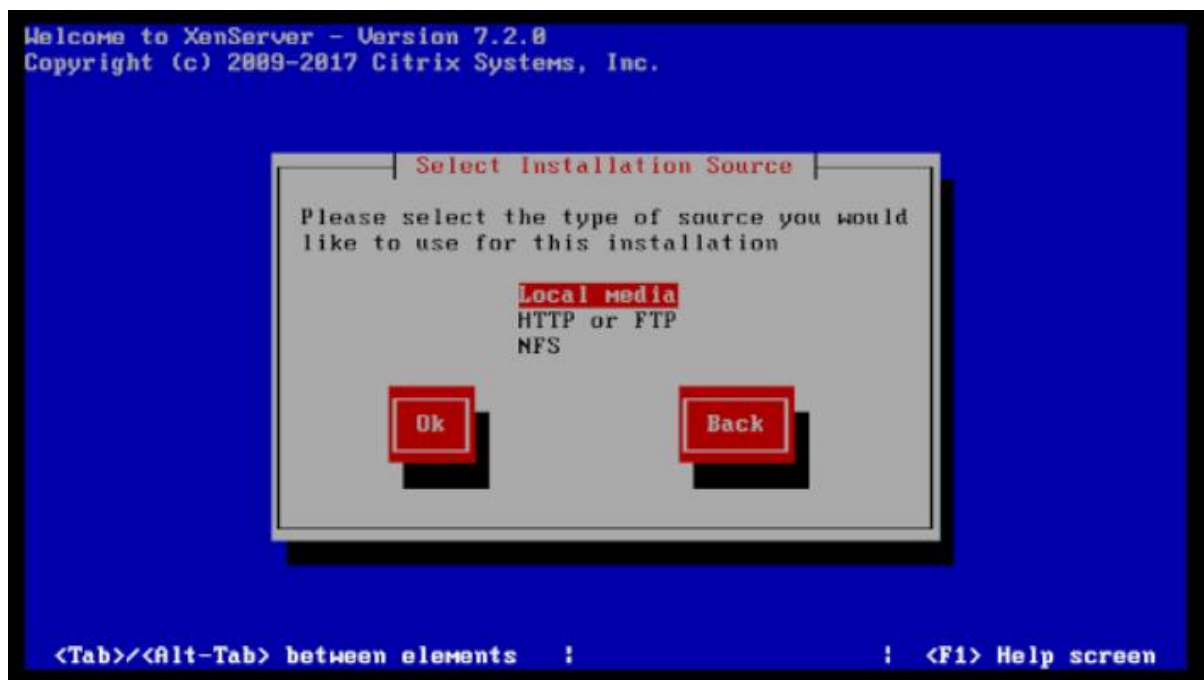 Welcome to XenServer - Version 7.2.0
Copyright (c) 2009-2017 Citrix Systems, Inc.
Select Installation Source
Please select the type of source you would
like to use for this installation
Local media
HTTP or FTP
NFS
Ok Back
<Tab>/<Alt-Tab> between elements | | <F1> Help screen